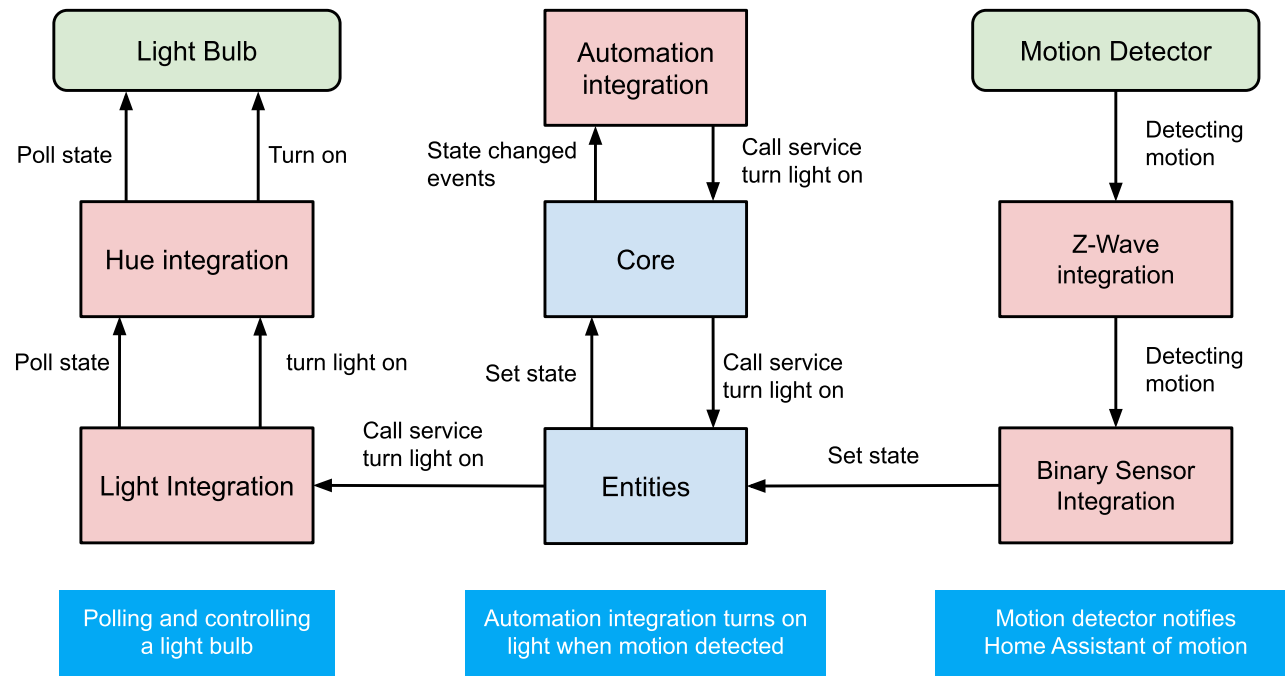 Light Bulb
Automation
integration
Motion Detector
Poll state
Turn on
State changed
events
Call service
turn light on
Detecting
motion
Hue integration
Core
Z-Wave
integration
Poll state
turn light on
Set state
Call service
turn light on
Detecting
motion
Call service
turn light on
Set state
Light Integration
Entities
Binary Sensor
Integration
Polling and controlling
a light bulb
Automation integration turns on
light when motion detected
Motion detector notifies
Home Assistant of motion